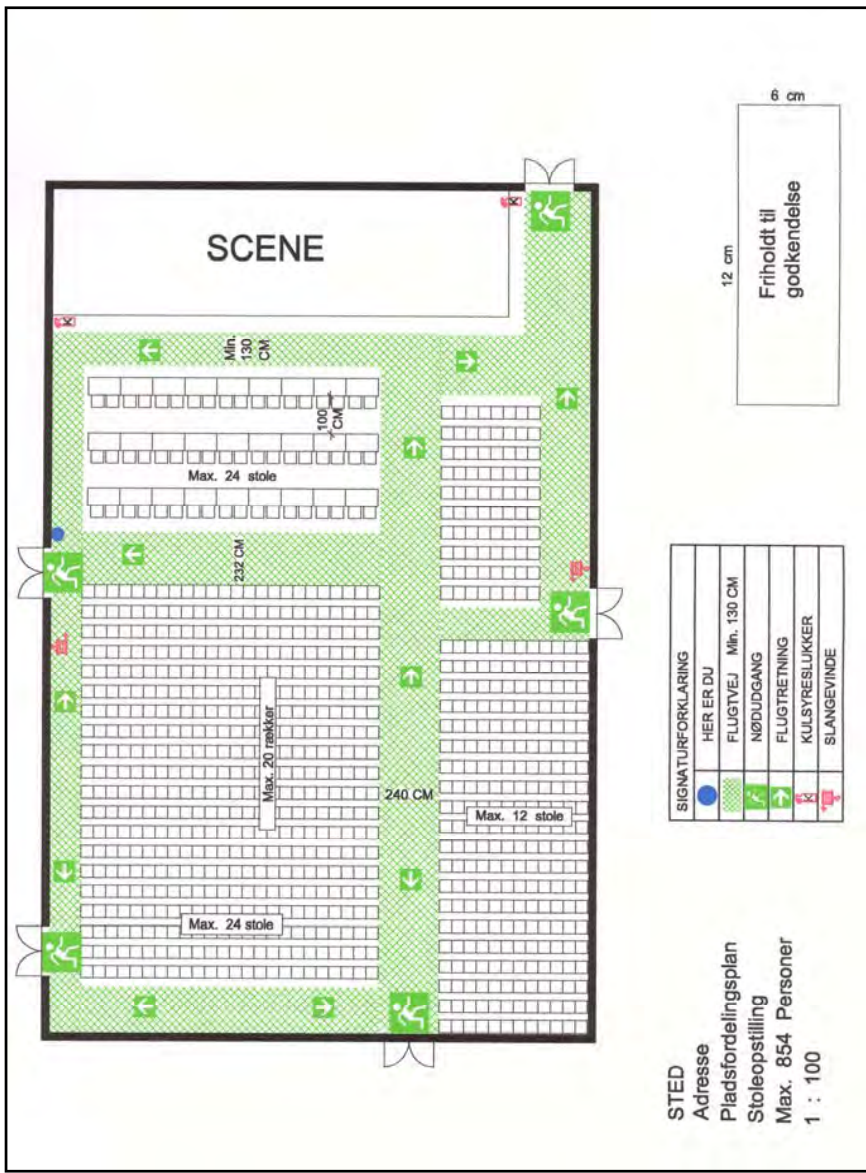 SCENE
Min.
130
CM
100
CM
Max. 24 stole
232 CM
Max. 20 rækker
240 CM
Max. 24 stole
Max. 12 stole
K
K
6 cm
12 cm
Friholdt til
godkendelse
SIGNATURFORKLARING
HER ER DU
FLUGTVEJ Min. 130 CM
NØDUDGANG
FLUGTRETNING
K KULSYRESLUKKER
SLANGEVINDE
STED
Adresse
Pladsfordelingsplan
Stoleopstilling
Max. 854 Personer
1 : 100